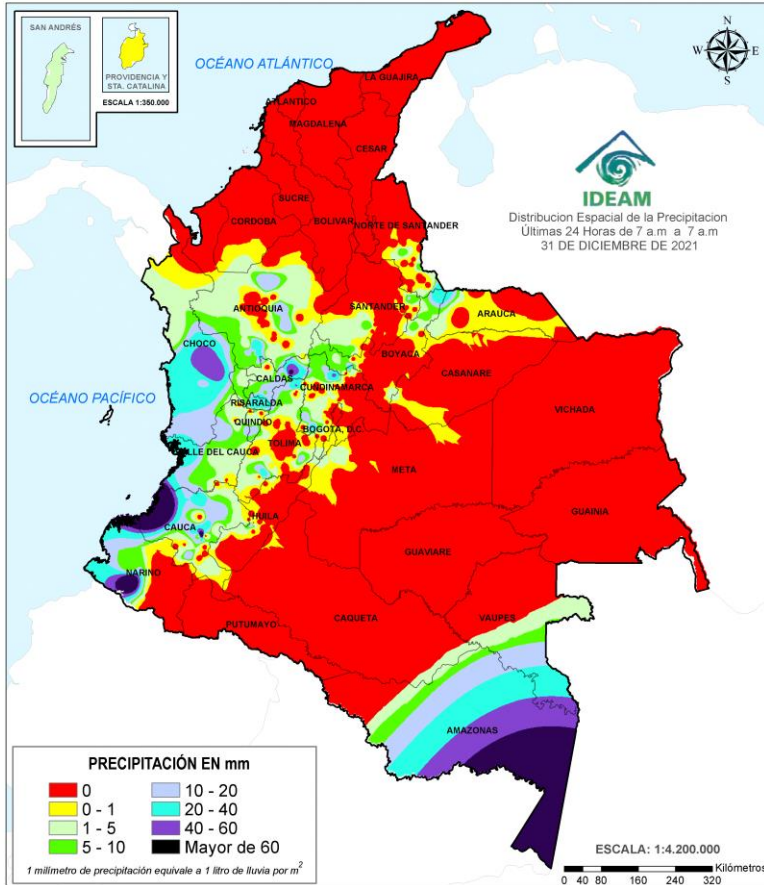 SAN ANDRÉS
PROVIDENCIA Y
STA. CATALINA
ESCALA 1:350.000
OCÉANO ATLÁNTICO
N
W
E
S
LA GUAJIRA
ATLANTICO
MAGDALENA
CESAR
IDEAM
Distribucion Espacial de la Precipitacion
Últimas 24 Horas de 7 a.m a 7 a.m
31 DE DICIEMBRE DE 2021
SUCRE
CORDOBA
BOLIVAR
NORTE DE SANTANDER
ANTIOQUIA
SANTANDER
ARAUCA
CHOCO
BOYACA
OCÉANO PACÍFICO
CALDAS
CUNDINAMARCA
CASANARE
RISARALDA
VICHADA
QUINDIO
BOGOTA, D.C.
TOLIMA
VALLE DEL CAUCA
META
GUAINIA
CAUCA
HUILA
GUAVIARE
NARIÑO
CAQUETA
VAUPES
PUTUMAYO
AMAZONAS
PRECIPITACIÓN EN mm
0
10 - 20
0 - 1
20 - 40
1 - 5
40 - 60
5 - 10
Mayor de 60
1 milímetro de precipitación equivale a 1 litro de lluvia por m²
ESCALA: 1:4.200.000
Kilómetros
0 40 80 160 240 320